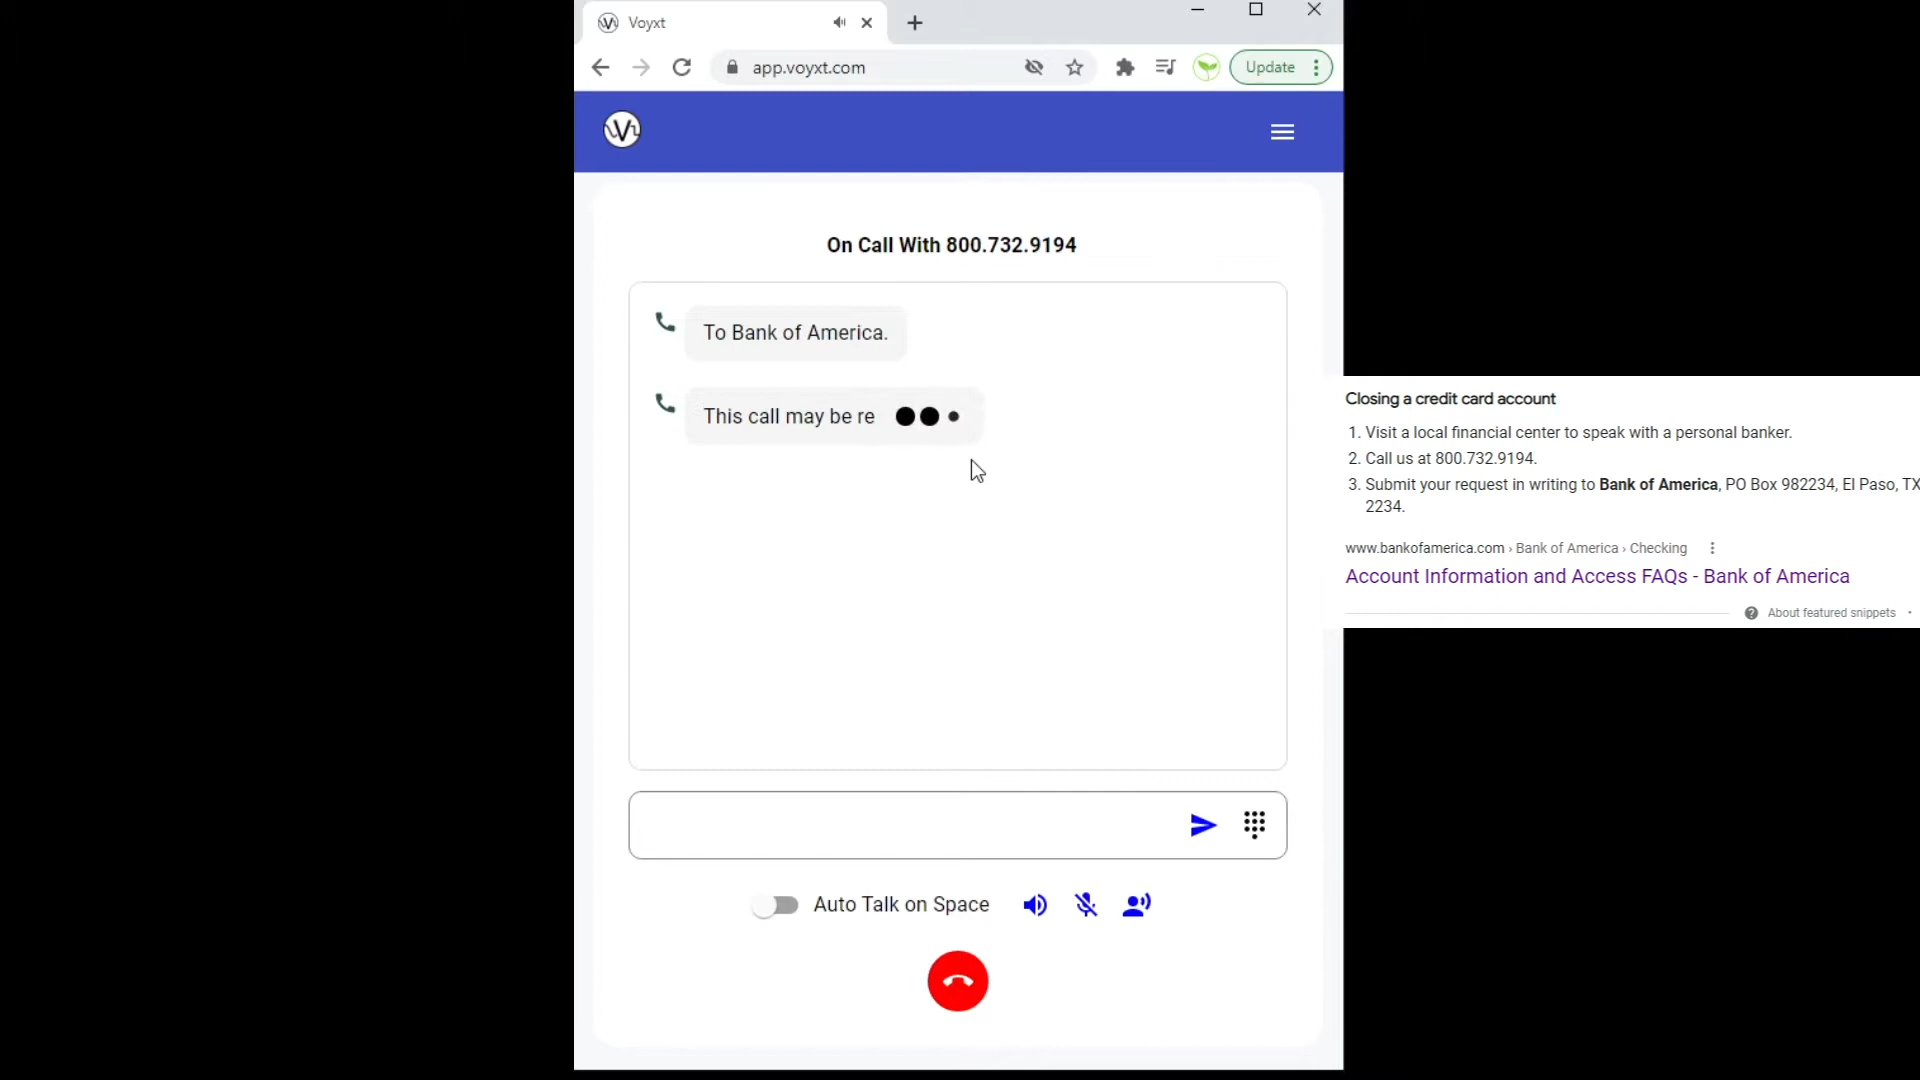 Voyxt
app.voyxt.com
Update
On Call With 800.732.9194
To Bank of America.
This call may be re
Auto Talk on Space
Closing a credit card account
1. Visit a local financial center to speak with a personal banker.
2. Call us at 800.732.9194.
3. Submit your request in writing to Bank of America, PO Box 982234, El Paso, TX
2234.
www.bankofamerica.com › Bank of America › Checking
Account Information and Access FAQs - Bank of America
About featured snippets